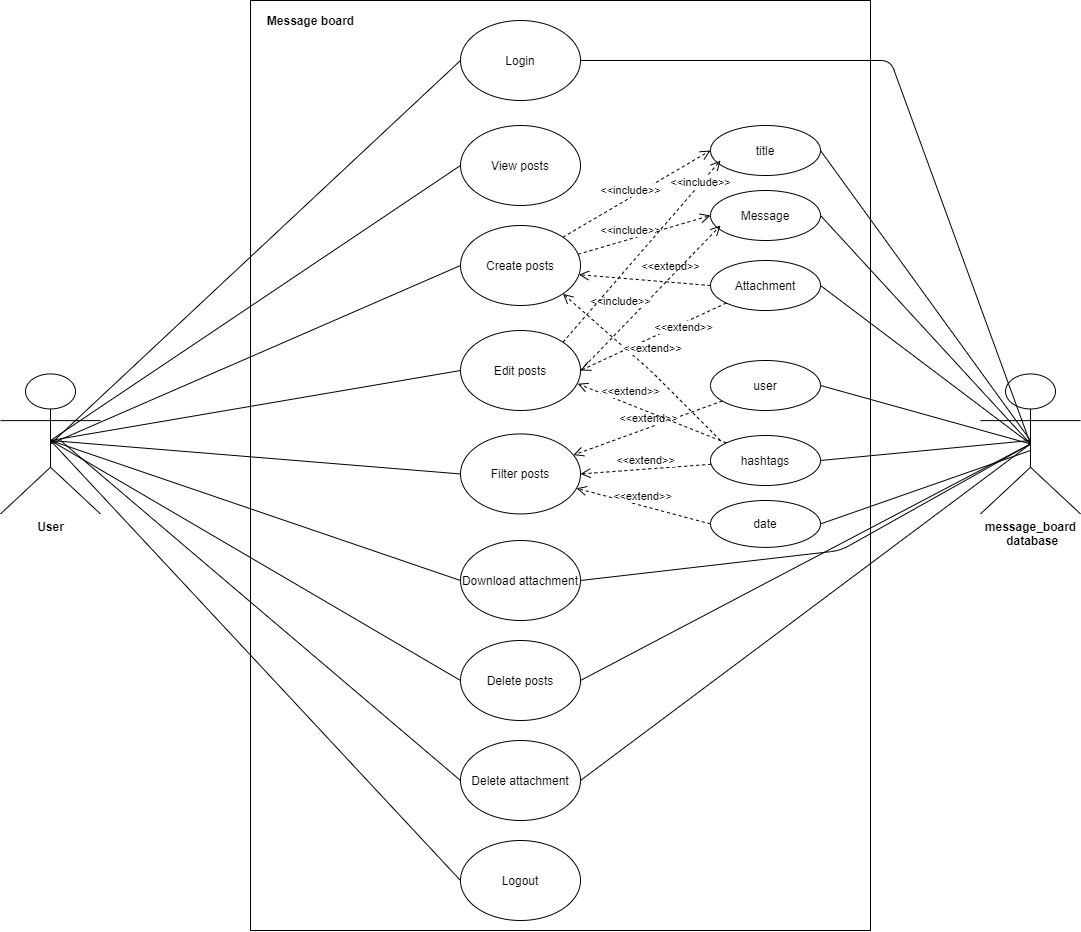 Message board
Login
View posts
title
<<include>>
<<include>>
Message
<<include>>
Create posts
<<extend>>
Attachment
<<include>>
<<extend>>
<<extend>>
Edit posts
user
<<extend>>
<<extend>>
Filter posts
<<extend>>
hashtags
<<extend>>
date
User
message_board
database
Download attachment
Delete posts
Delete attachment
Logout